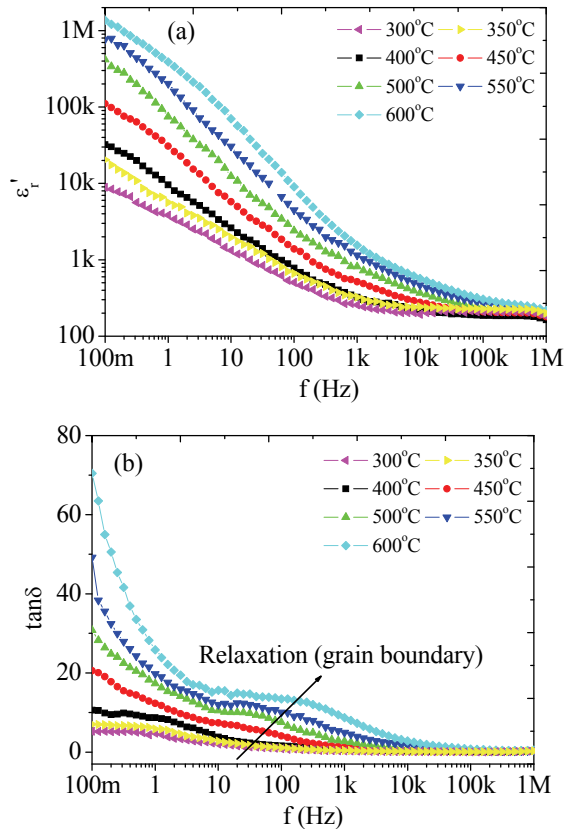 (a)
300°C 350°C
400°C 450°C
500°C 550°C
600°C
1M
100k
10k
1k
100
εr'
100m 1 10 100 1k 10k 100k 1M
f (Hz)
(b)
300°C 350°C
400°C 450°C
500°C 550°C
600°C
80
60
40
20
0
tanδ
Relaxation (grain boundary)
100m 1 10 100 1k 10k 100k 1M
f (Hz)